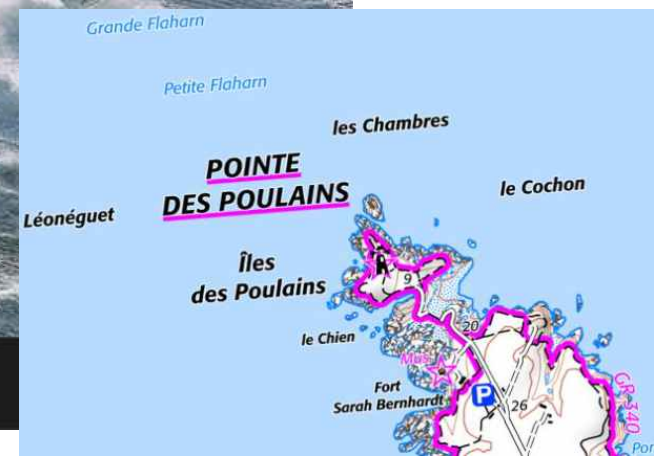 Grande Flaharn
Petite Flaharn
les Chambres
POINTE
DES POULAINS
le Cochon
Léonéguet
Îles
des Poulains
9
le Chien
20
Mus.
Fort
Sarah Bernhardt
P
26
GR 340